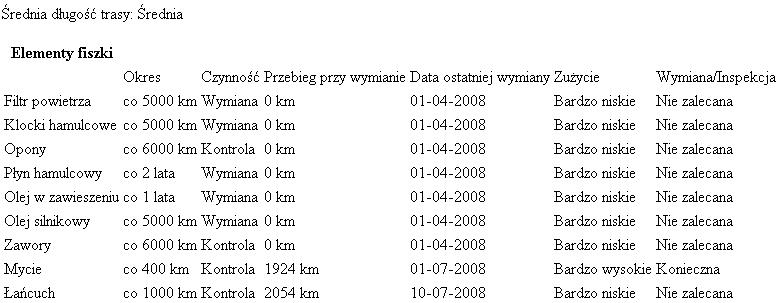 Średnia długość trasy: Średnia
Elementy fiszki
Okres Czynność Przebieg przy wymianie Data ostatniej wymiany Zużycie Wymiana/Inspekcja
Filtr powietrza co 5000 km Wymiana 0 km 01-04-2008 Bardzo niskie Nie zalecana
Klocki hamulcowe co 5000 km Wymiana 0 km 01-04-2008 Bardzo niskie Nie zalecana
Opony co 6000 km Kontrola 0 km 01-04-2008 Bardzo niskie Nie zalecana
Płyn hamulcowy co 2 lata Wymiana 0 km 01-04-2008 Bardzo niskie Nie zalecana
Olej w zawieszeniu co 1 lata Wymiana 0 km 01-04-2008 Bardzo niskie Nie zalecana
Olej silnikowy co 5000 km Wymiana 0 km 01-04-2008 Bardzo niskie Nie zalecana
Zawory co 6000 km Kontrola 0 km 01-04-2008 Bardzo niskie Nie zalecana
Mycie co 400 km Kontrola 1924 km 01-07-2008 Bardzo wysokie Konieczna
Łańcuch co 1000 km Kontrola 2054 km 10-07-2008 Bardzo niskie Nie zalecana